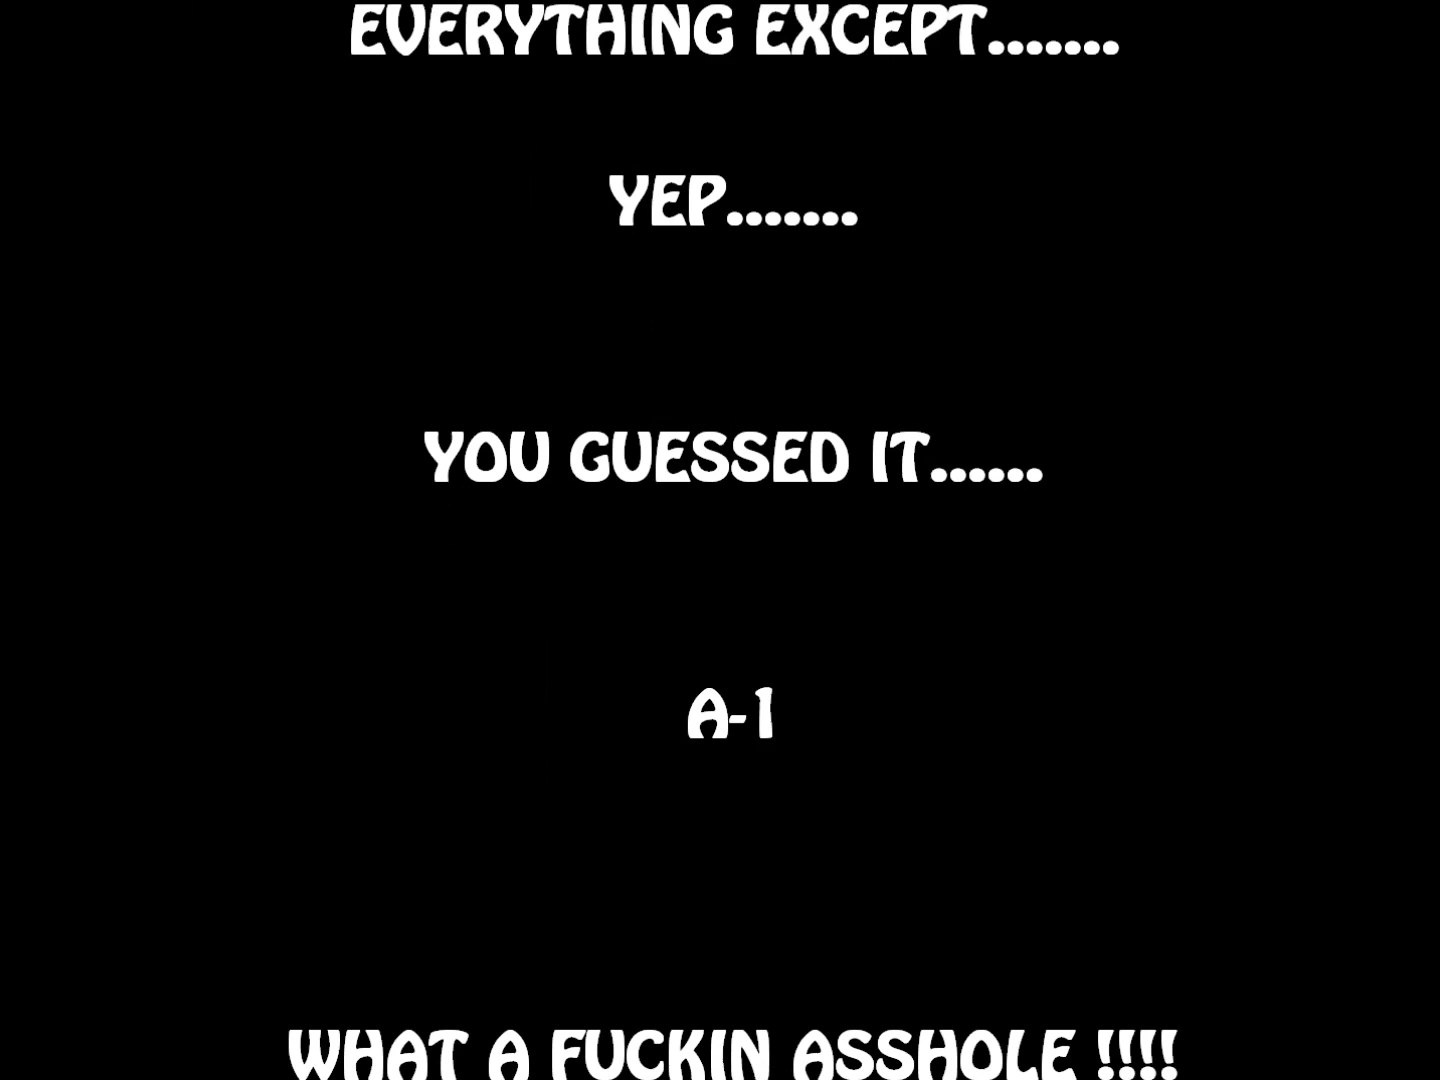 EVERYTHING EXCEPT.......
YEP.......
YOU GUESSED IT......
A-1
WHAT A FUCKIN ASSHOLE !!!!